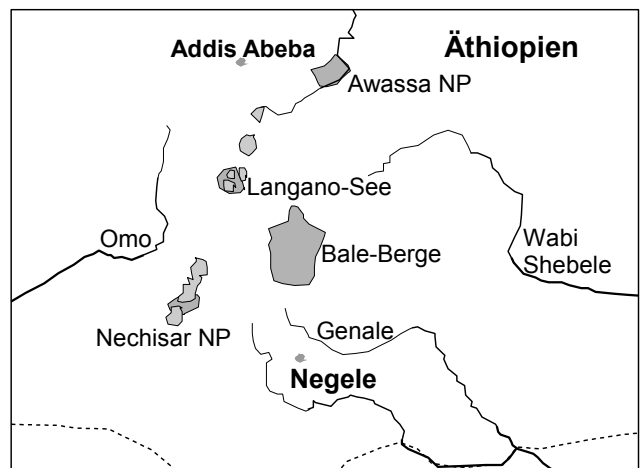 Addis Abeba
Äthiopien
Awassa NP
Langano-See
Omo
Bale-Berge
Wabi
Shebele
Nechisar NP
Genale
Negele